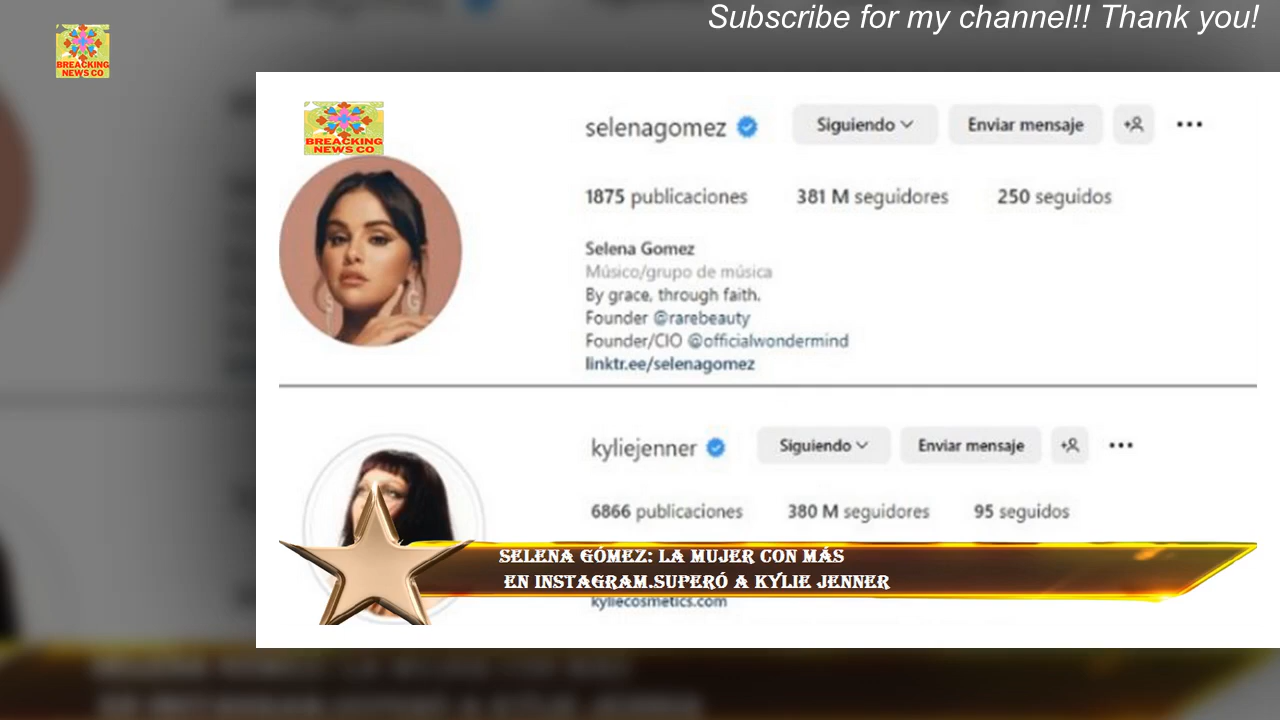 Subscribe for my channel!! Thank you!
BREACKING
NEWS CO
BREACKING
NEWS CO
selenagomez
Siguiendo
Enviar mensaje
1875 publicaciones
381 M seguidores
250 seguidos
Selena Gomez
Músico/grupo de música
By grace, through faith.
Founder @rarebeauty
Founder/CIO @officialwondermind
linktr.ee/selenagomez
kyliejenner
Siguiendo
Enviar mensaje
6866 publicaciones
380 M seguidores
95 seguidos
SELENA GÓMEZ: LA MUJER CON MÁS
EN INSTAGRAM.SUPERÓ A KYLIE JENNER
kyliecosmetics.com